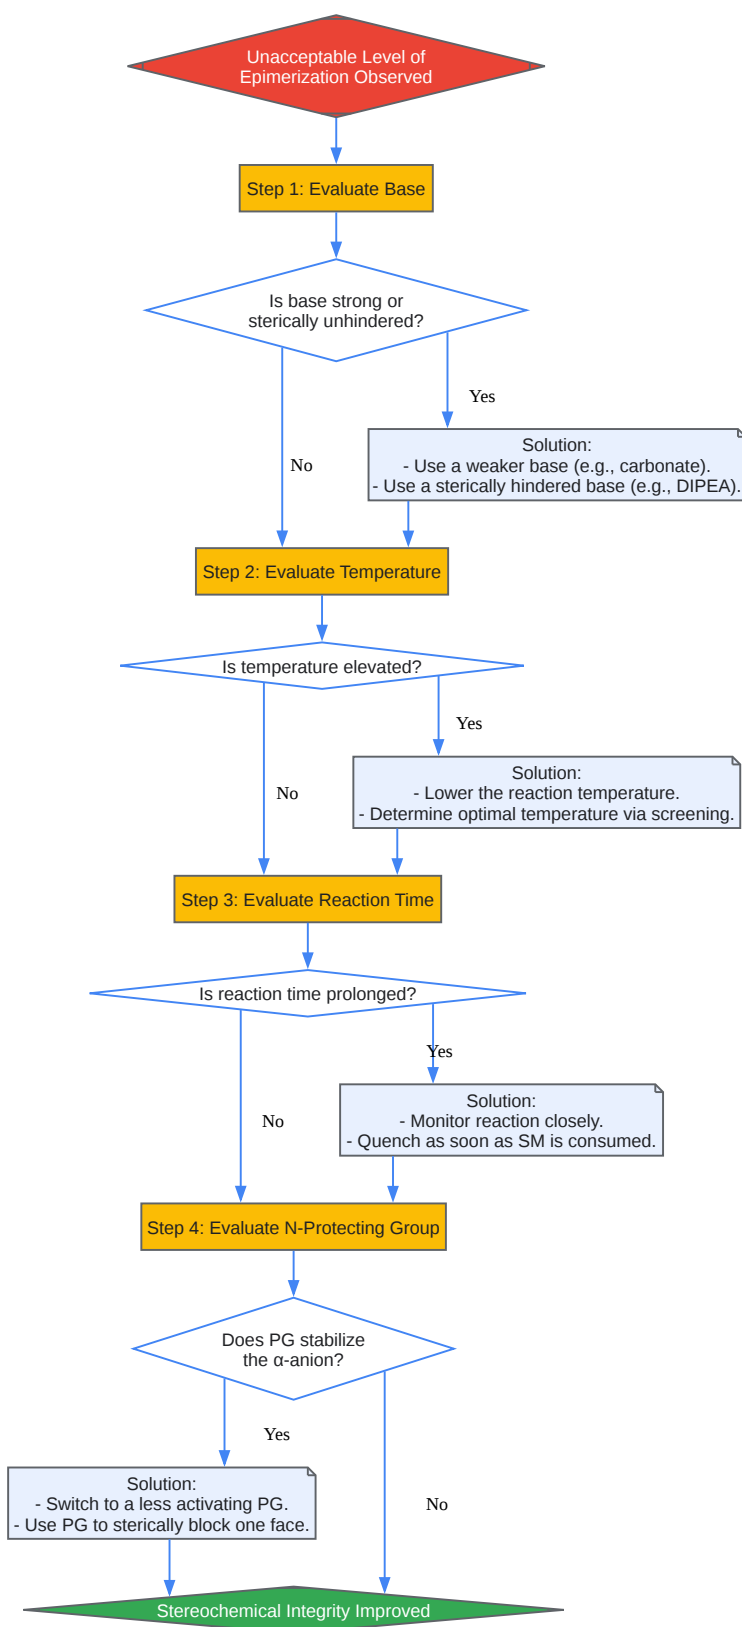 Unacceptable Level of
Epimerization Observed
Step 1: Evaluate Base
Is base strong or
sterically unhindered?
Yes
Solution:
- Use a weaker base (e.g., carbonate).
- Use a sterically hindered base (e.g., DIPEA).
No
Step 2: Evaluate Temperature
Is temperature elevated?
Yes
Solution:
- Lower the reaction temperature.
- Determine optimal temperature via screening.
No
Step 3: Evaluate Reaction Time
Is reaction time prolonged?
Yes
Solution:
- Monitor reaction closely.
- Quench as soon as SM is consumed.
No
Step 4: Evaluate N-Protecting Group
Does PG stabilize
the α-anion?
Yes
Solution:
- Switch to a less activating PG.
- Use PG to sterically block one face.
No
Stereochemical Integrity Improved